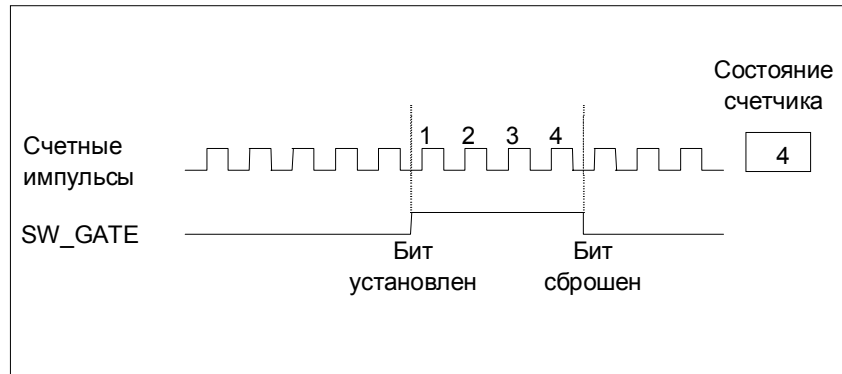 Состояние
счетчика
1 2 3 4
Счетные
импульсы
4
SW_GATE
Бит
установлен
Бит
сброшен